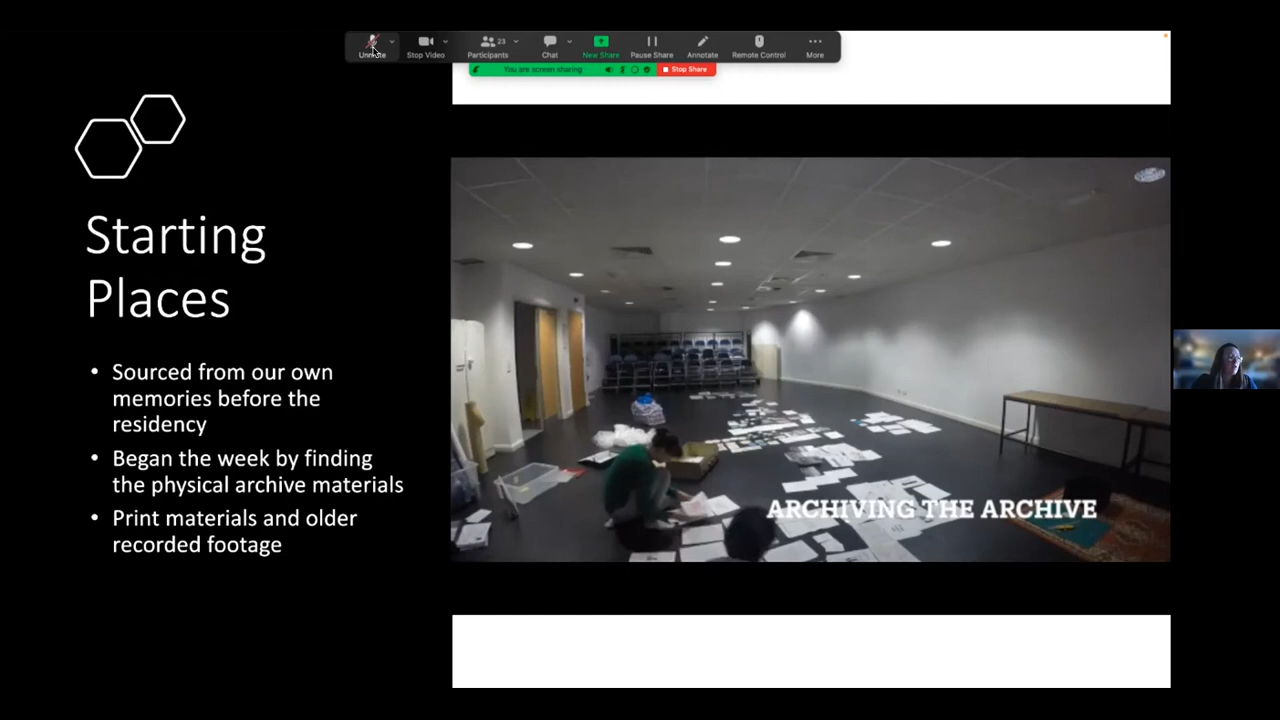 Unmute
Stop Video
Participants
23
Chat
New Share
Pause Share
Annotate
Remote Control
More
You are screen sharing
Stop Share
Starting
Places
• Sourced from our own
memories before the
residency
• Began the week by finding
the physical archive materials
• Print materials and older
recorded footage
ARCHIVING THE ARCHIVE